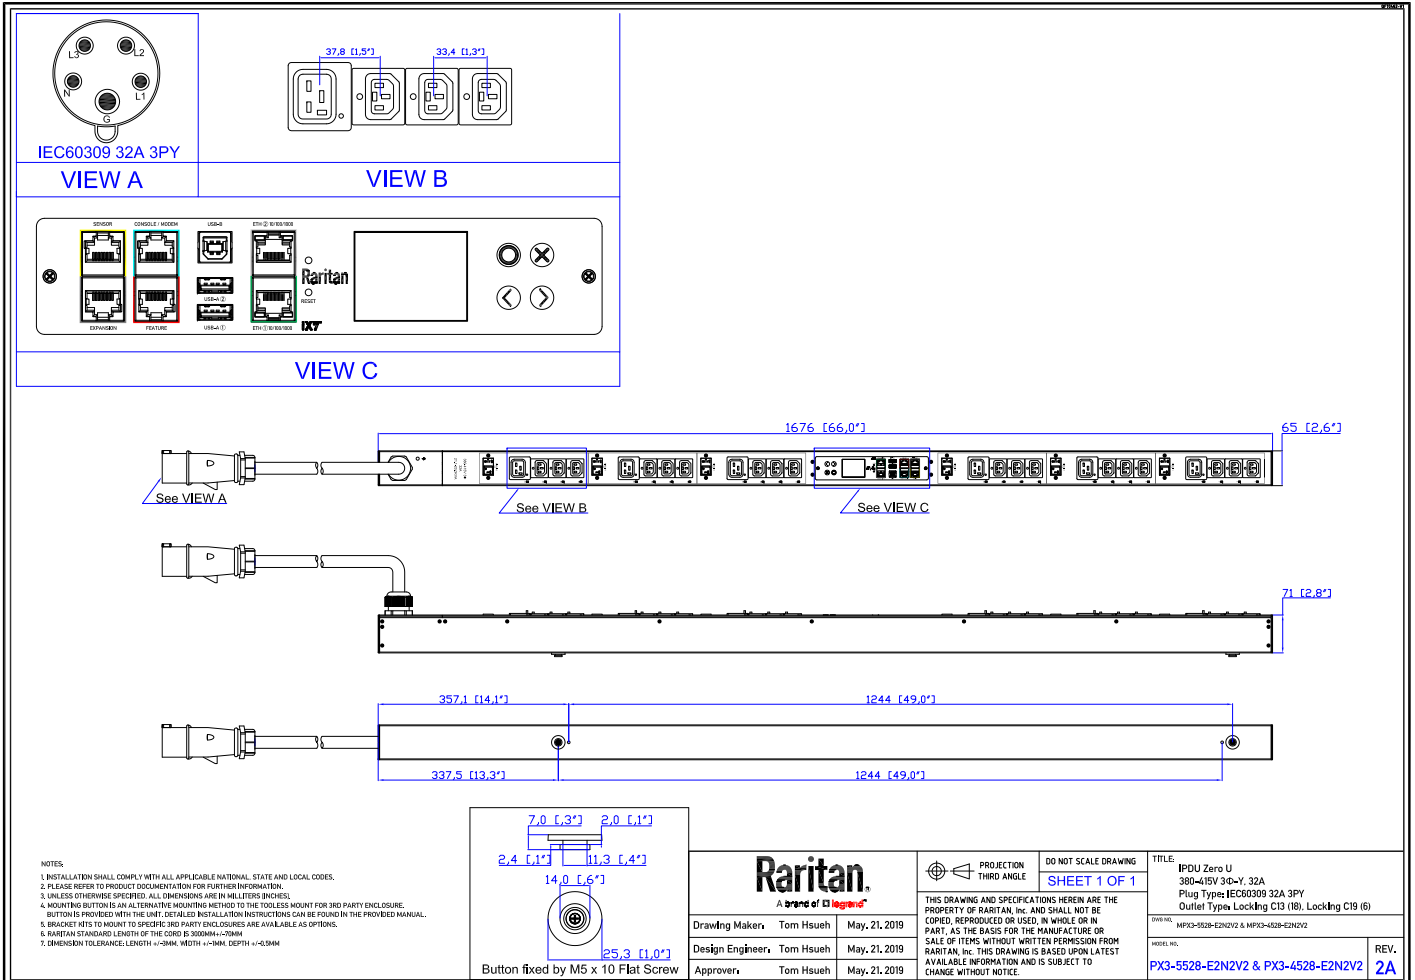 L3
L2
N
L1
G
IEC60309 32A 3PY
VIEW A
37,8 [1,5"]
33,4 [1,3"]
VIEW B
SENSOR
CONSOLE / MODEM
USB-B
ETH ② 10/100/1000
Raritan
RESET
USB-A ②
EXPANSION
FEATURE
USB-A ①
ETH ① 10/100/1000
iX7™
VIEW C
1676 [66,0"]
65 [2,6"]
See VIEW A
See VIEW B
See VIEW C
71 [2,8"]
357,1 [14,1"]
1244 [49,0"]
337,5 [13,3"]
1244 [49,0"]
7,0 [,3"]
2,0 [,1"]
2,4 [,1"]
11,3 [,4"]
14,0 [,6"]
25,3 [1,0"]
Button fixed by M5 x 10 Flat Screw
NOTES:
1. INSTALLATION SHALL COMPLY WITH ALL APPLICABLE NATIONAL. STATE AND LOCAL CODES.
2. PLEASE REFER TO PRODUCT DOCUMENTATION FOR FURTHER INFORMATION.
3. UNLESS OTHERWISE SPECIFIED. ALL DIMENSIONS ARE IN MILLITERS [INCHES].
4. MOUNTING BUTTON IS AN ALTERNATIVE MOUNTING METHOD TO THE TOOLESS MOUNT FOR 3RD PARTY ENCLOSURE.
BUTTON IS PROVIDED WITH THE UNIT. DETAILED INSTALLATION INSTRUCTIONS CAN BE FOUND IN THE PROVIDED MANUAL.
5. BRACKET KITS TO MOUNT TO SPECIFIC 3RD PARTY ENCLOSURES ARE AVAILABLE AS OPTIONS.
6. RARITAN STANDARD LENGTH OF THE CORD IS 3000MM+/-70MM
7. DIMENSION TOLERANCE: LENGTH +/-3MM, WIDTH +/-1MM, DEPTH +/-0.5MM
Raritan.
A brand of legrand®
Drawing Maker: Tom Hsueh May. 21. 2019
Design Engineer: Tom Hsueh May. 21. 2019
Approver: Tom Hsueh May. 21. 2019
PROJECTION
THIRD ANGLE
DO NOT SCALE DRAWING
SHEET 1 OF 1
THIS DRAWING AND SPECIFICATIONS HEREIN ARE THE
PROPERTY OF RARITAN, Inc. AND SHALL NOT BE
COPIED, REPRODUCED OR USED, IN WHOLE OR IN
PART, AS THE BASIS FOR THE MANUFACTURE OR
SALE OF ITEMS WITHOUT WRITTEN PERMISSION FROM
RARITAN, Inc. THIS DRAWING IS BASED UPON LATEST
AVAILABLE INFORMATION AND IS SUBJECT TO
CHANGE WITHOUT NOTICE.
TITLE:
iPDU Zero U
380-415V 3Φ-Y, 32A
Plug Type: IEC60309 32A 3PY
Outlet Type: Locking C13 (18), Locking C19 (6)
DWG NO. MPX3-5528-E2N2V2 & MPX3-4528-E2N2V2
MODEL NO.
PX3-5528-E2N2V2 & PX3-4528-E2N2V2
REV.
2A